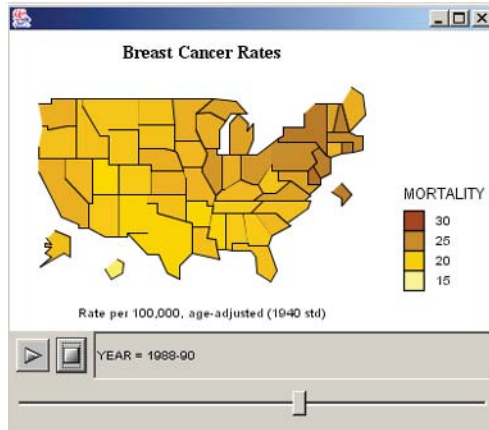 Breast Cancer Rates
MORTALITY
30
25
20
15
Rate per 100,000, age-adjusted (1940 std)
YEAR = 1988-90